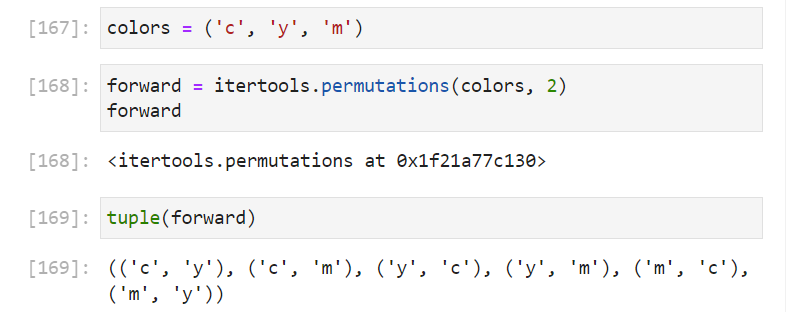 [167]: colors = ('c', 'y', 'm')
[168]: forward = itertools.permutations(colors, 2)
forward
[168]: <itertools.permutations at 0x1f21a77c130>
[169]: tuple(forward)
[169]: (('c', 'y'), ('c', 'm'), ('y', 'c'), ('y', 'm'), ('m', 'c'),
('m', 'y'))